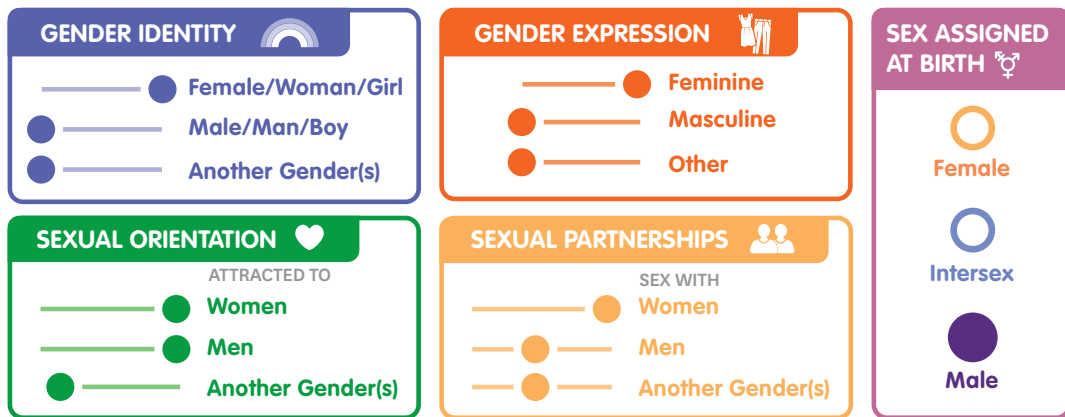 GENDER IDENTITY
Female/Woman/Girl
Male/Man/Boy
Another Gender(s)
GENDER EXPRESSION
Feminine
Masculine
Other
SEX ASSIGNED
AT BIRTH
Female
Intersex
Male
SEXUAL ORIENTATION
ATTRACTED TO
Women
Men
Another Gender(s)
SEXUAL PARTNERSHIPS
SEX WITH
Women
Men
Another Gender(s)